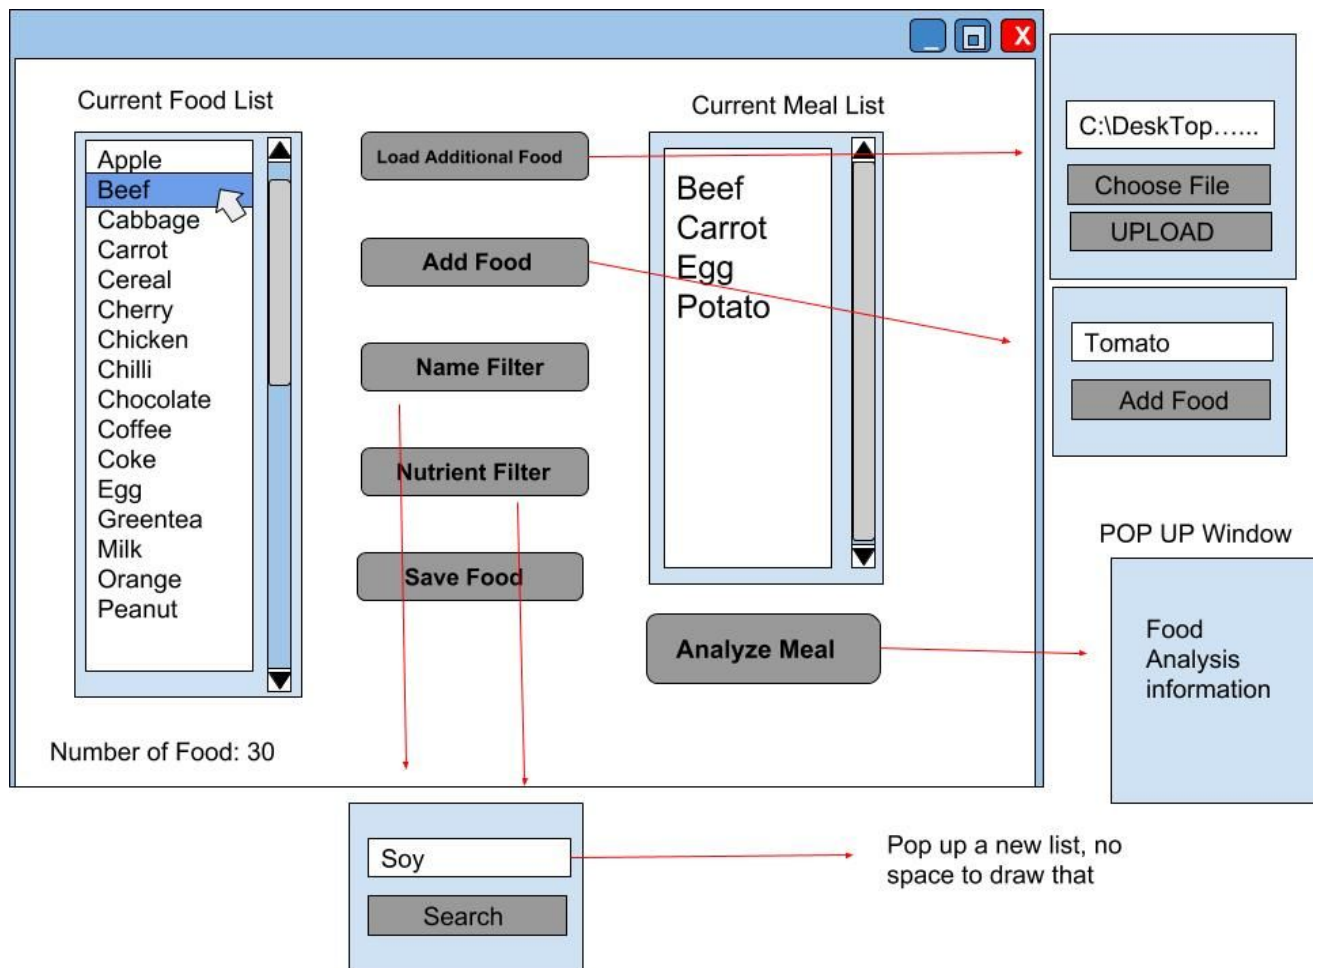 _
X
Current Food List
Apple
Beef
Cabbage
Carrot
Cereal
Cherry
Chicken
Chilli
Chocolate
Coffee
Coke
Egg
Greentea
Milk
Orange
Peanut
Number of Food: 30
Load Additional Food
Add Food
Name Filter
Nutrient Filter
Save Food
Current Meal List
Beef
Carrot
Egg
Potato
Analyze Meal
C:\DeskTop…...
Choose File
UPLOAD
Tomato
Add Food
POP UP Window
Food
Analysis
information
Soy
Search
Pop up a new list, no
space to draw that